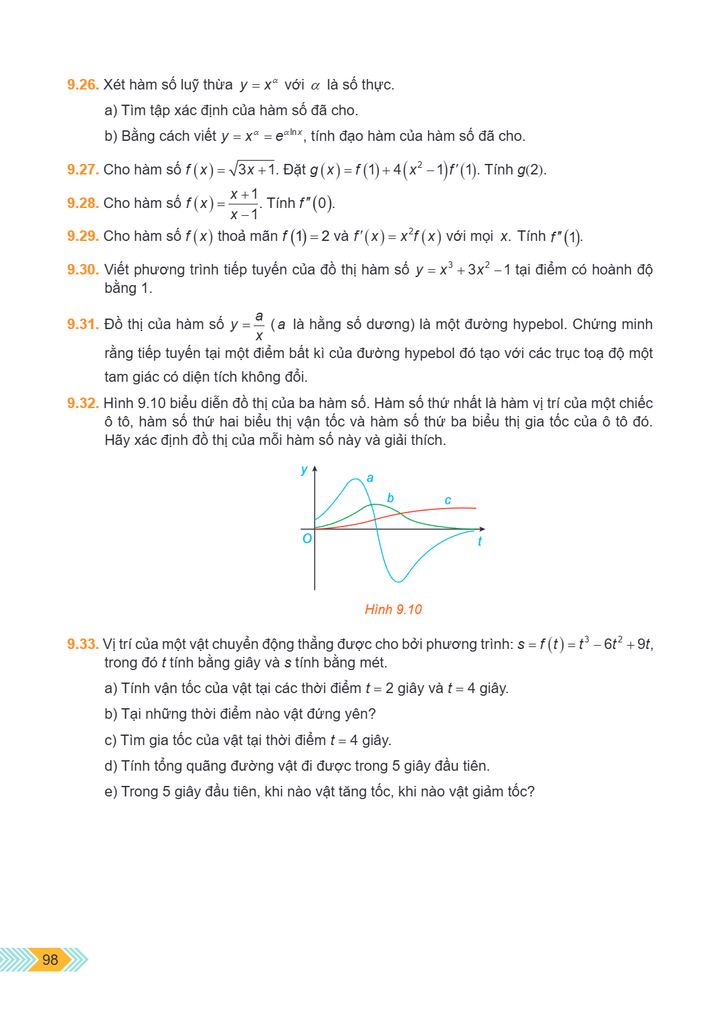 9.26. Xét hàm số luỹ thừa y = x^α với α là số thực.
a) Tìm tập xác định của hàm số đã cho.
b) Bằng cách viết y = x^α = e^(α ln x), tính đạo hàm của hàm số đã cho.
9.27. Cho hàm số f(x) = √(3x + 1). Đặt g(x) = f(1) + 4(x² − 1)f′(1). Tính g(2).
9.28. Cho hàm số f(x) = (x + 1)/(x − 1). Tính f″(0).
9.29. Cho hàm số f(x) thoả mãn f(1) = 2 và f′(x) = x²f(x) với mọi x. Tính f″(1).
9.30. Viết phương trình tiếp tuyến của đồ thị hàm số y = x³ + 3x² − 1 tại điểm có hoành độ
bằng 1.
9.31. Đồ thị của hàm số y = a/x (a là hằng số dương) là một đường hypebol. Chứng minh
rằng tiếp tuyến tại một điểm bất kì của đường hypebol đó tạo với các trục toạ độ một
tam giác có diện tích không đổi.
9.32. Hình 9.10 biểu diễn đồ thị của ba hàm số. Hàm số thứ nhất là hàm vị trí của một chiếc
ô tô, hàm số thứ hai biểu thị vận tốc và hàm số thứ ba biểu thị gia tốc của ô tô đó.
Hãy xác định đồ thị của mỗi hàm số này và giải thích.
y
a
b
c
O
t
Hình 9.10
9.33. Vị trí của một vật chuyển động thẳng được cho bởi phương trình: s = f(t) = t³ − 6t² + 9t,
trong đó t tính bằng giây và s tính bằng mét.
a) Tính vận tốc của vật tại các thời điểm t = 2 giây và t = 4 giây.
b) Tại những thời điểm nào vật đứng yên?
c) Tìm gia tốc của vật tại thời điểm t = 4 giây.
d) Tính tổng quãng đường vật đi được trong 5 giây đầu tiên.
e) Trong 5 giây đầu tiên, khi nào vật tăng tốc, khi nào vật giảm tốc?
98